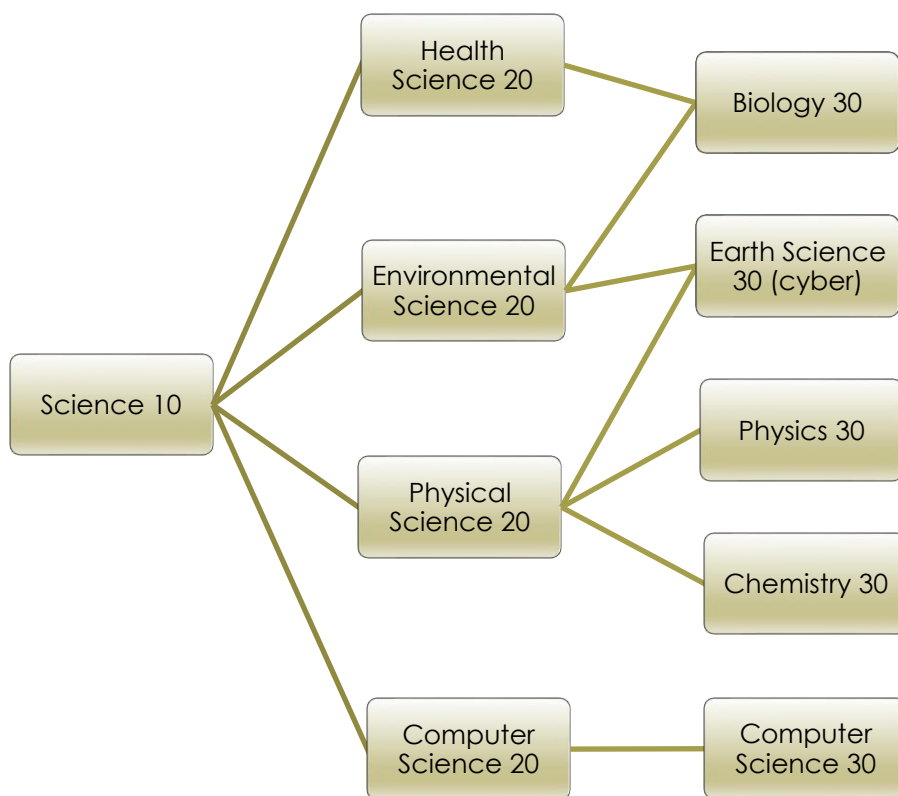 Science 10
Health
Science 20
Environmental
Science 20
Physical
Science 20
Computer
Science 20
Biology 30
Earth Science
30 (cyber)
Physics 30
Chemistry 30
Computer
Science 30